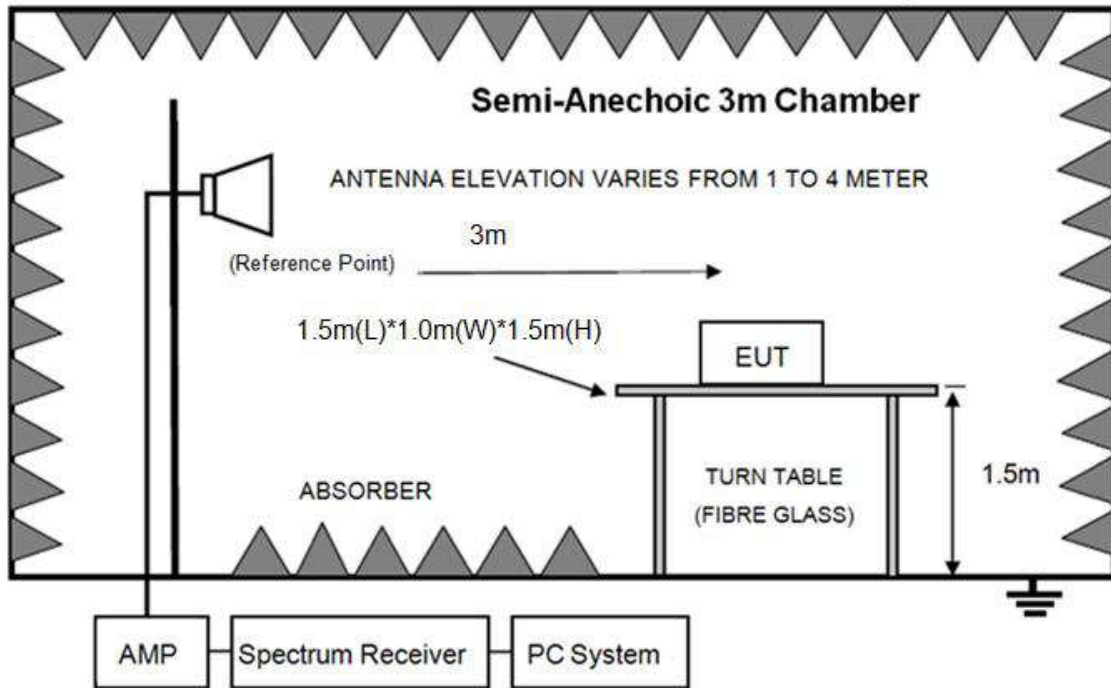 Semi-Anechoic 3m Chamber
ANTENNA ELEVATION VARIES FROM 1 TO 4 METER
3m
(Reference Point)
1.5m(L)*1.0m(W)*1.5m(H)
EUT
ABSORBER
TURN TABLE
(FIBRE GLASS)
1.5m
AMP
Spectrum Receiver
PC System